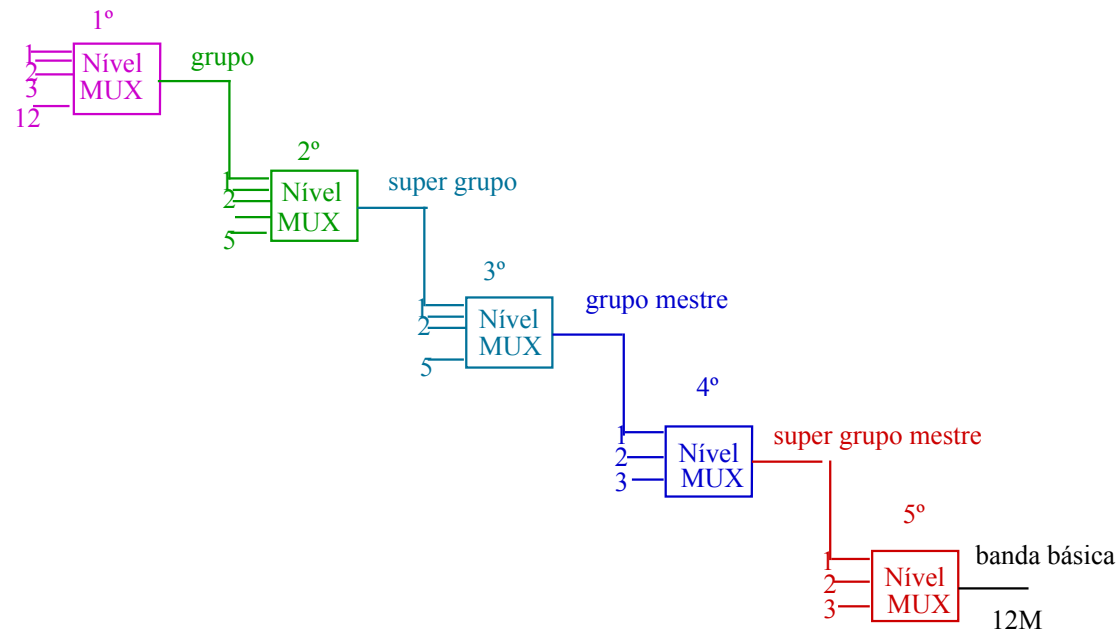 1º
1
2
3
12
Nível
MUX
grupo
2º
1
2
5
Nível
MUX
super grupo
3º
1
2
5
Nível
MUX
grupo mestre
4º
1
2
3
Nível
MUX
super grupo mestre
5º
1
2
3
Nível
MUX
banda básica
12M